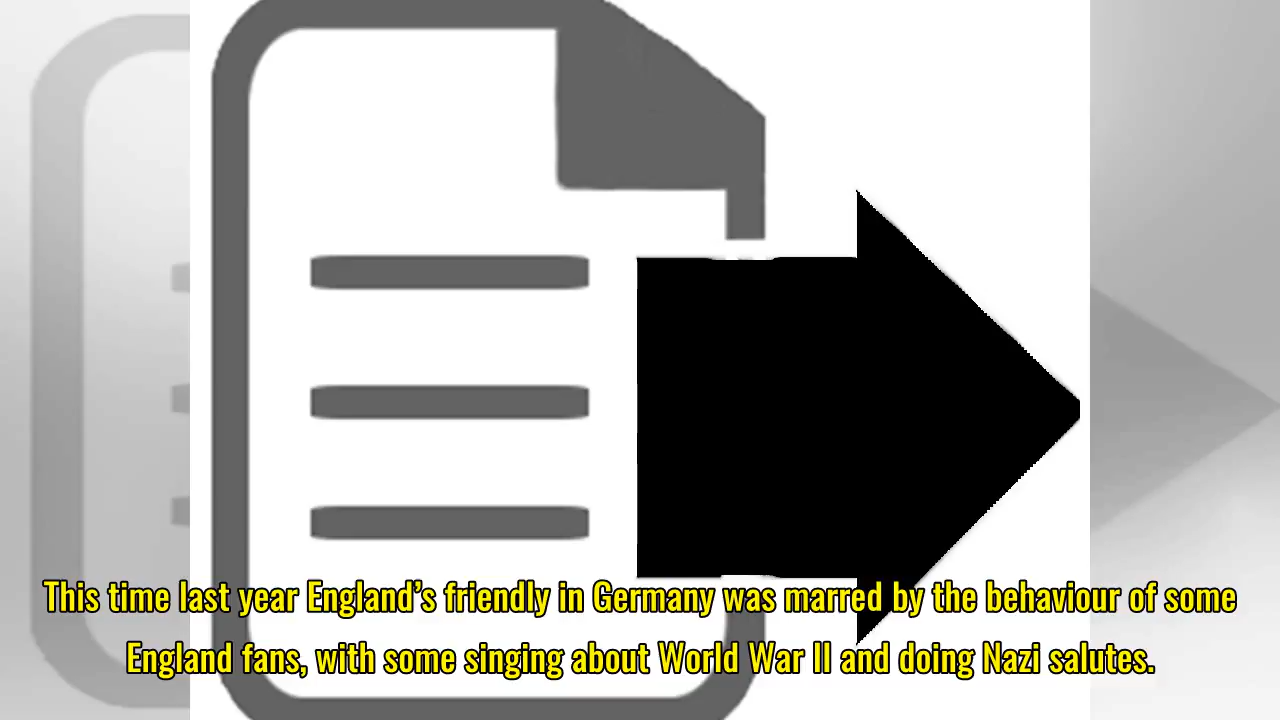 This time last year England’s friendly in Germany was marred by the behaviour of some
England fans, with some singing about World War II and doing Nazi salutes.